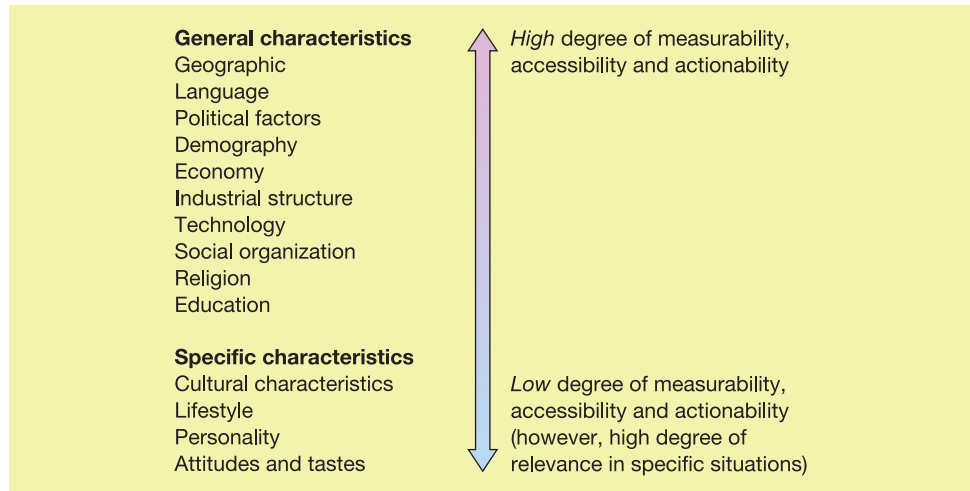 General characteristics
Geographic
Language
Political factors
Demography
Economy
Industrial structure
Technology
Social organization
Religion
Education
High degree of measurability,
accessibility and actionability
Specific characteristics
Cultural characteristics
Lifestyle
Personality
Attitudes and tastes
Low degree of measurability,
accessibility and actionability
(however, high degree of
relevance in specific situations)